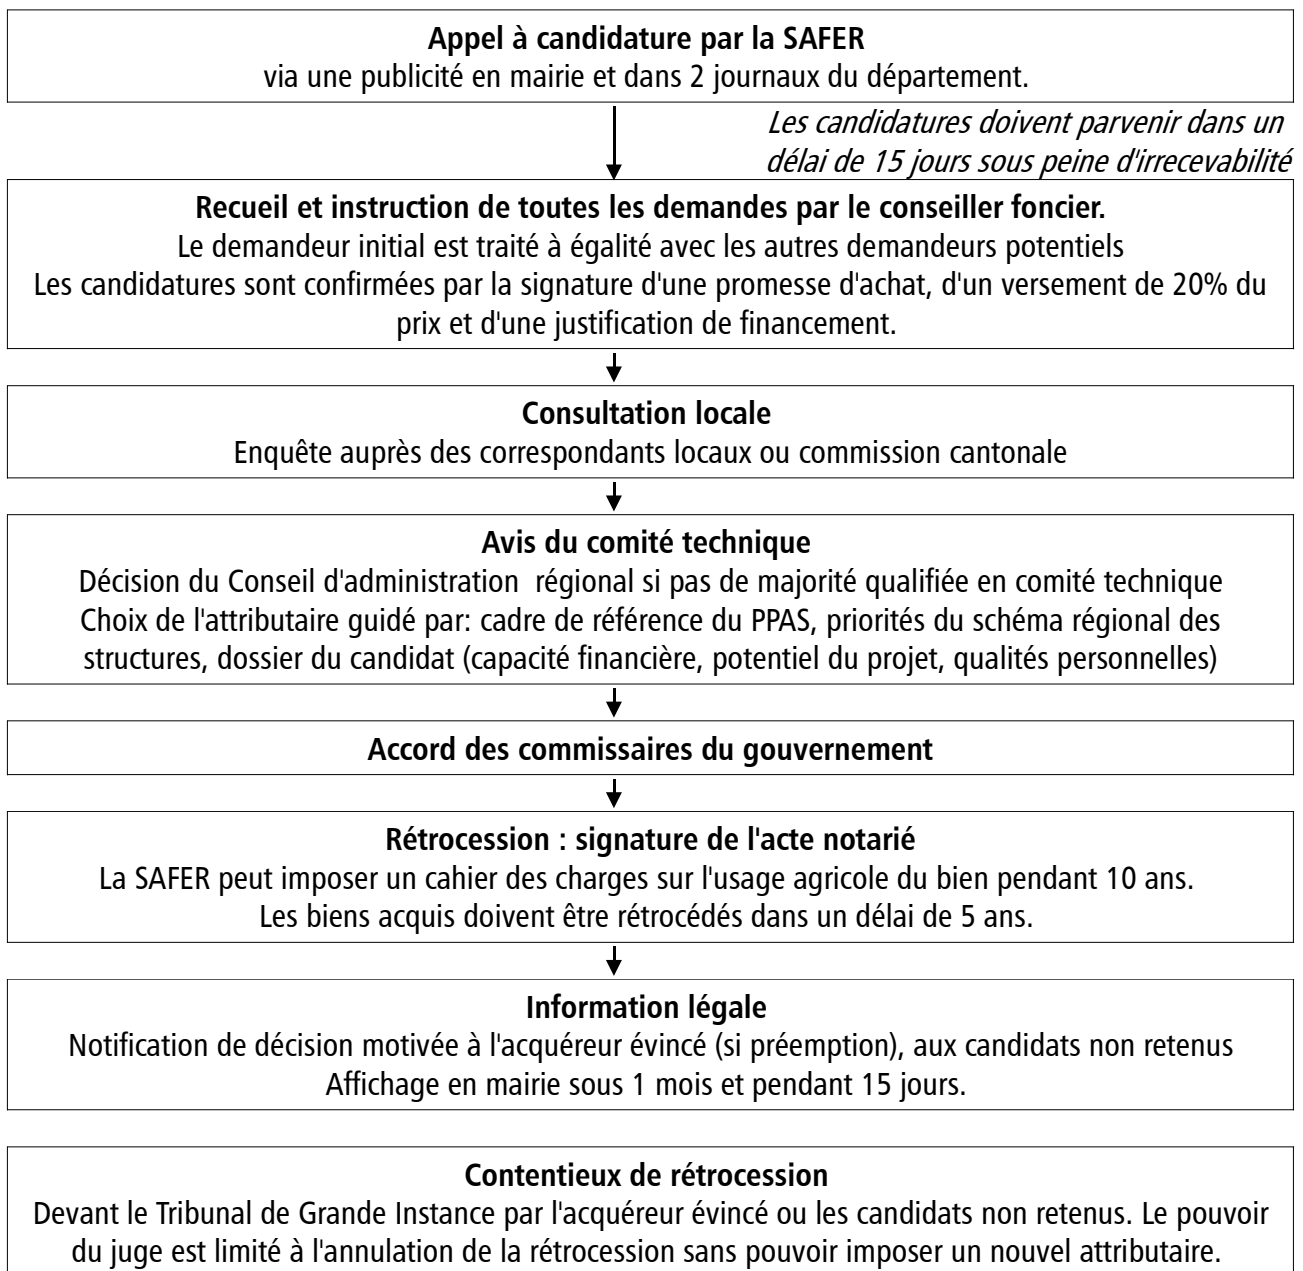 Appel à candidature par la SAFER
via une publicité en mairie et dans 2 journaux du département.
Les candidatures doivent parvenir dans un
délai de 15 jours sous peine d'irrecevabilité
Recueil et instruction de toutes les demandes par le conseiller foncier.
Le demandeur initial est traité à égalité avec les autres demandeurs potentiels
Les candidatures sont confirmées par la signature d'une promesse d'achat, d'un versement de 20% du
prix et d'une justification de financement.
Consultation locale
Enquête auprès des correspondants locaux ou commission cantonale
Avis du comité technique
Décision du Conseil d'administration  régional si pas de majorité qualifiée en comité technique
Choix de l'attributaire guidé par: cadre de référence du PPAS, priorités du schéma régional des
structures, dossier du candidat (capacité financière, potentiel du projet, qualités personnelles)
Accord des commissaires du gouvernement
Rétrocession : signature de l'acte notarié
La SAFER peut imposer un cahier des charges sur l'usage agricole du bien pendant 10 ans.
Les biens acquis doivent être rétrocédés dans un délai de 5 ans.
Information légale
Notification de décision motivée à l'acquéreur évincé (si préemption), aux candidats non retenus
Affichage en mairie sous 1 mois et pendant 15 jours.
Contentieux de rétrocession
Devant le Tribunal de Grande Instance par l'acquéreur évincé ou les candidats non retenus. Le pouvoir
du juge est limité à l'annulation de la rétrocession sans pouvoir imposer un nouvel attributaire.